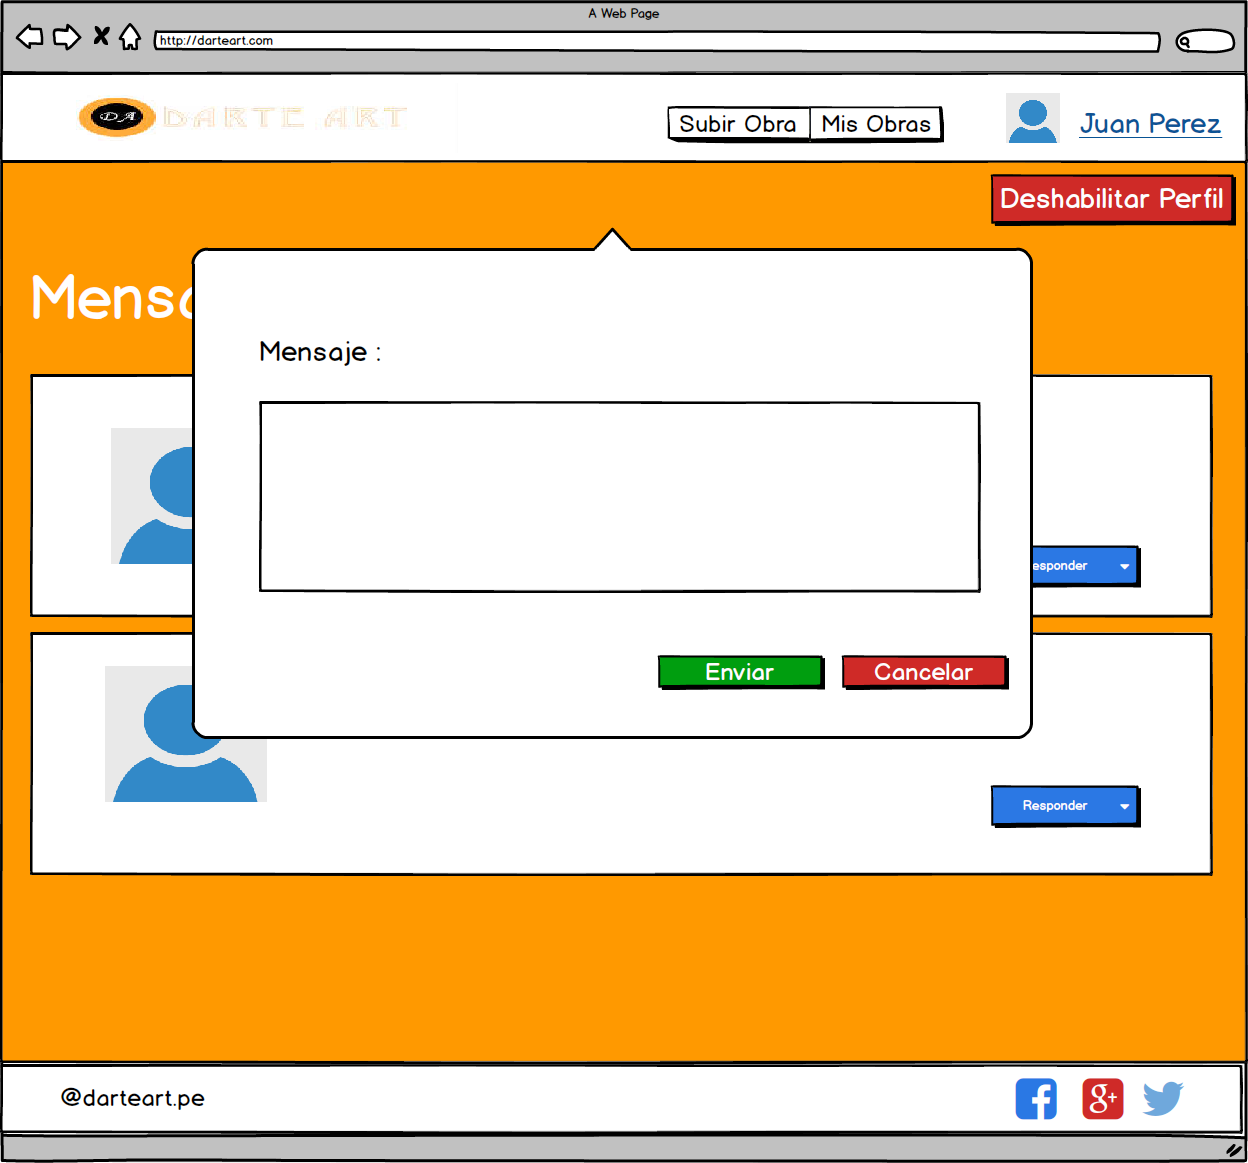 A Web Page
http://darteart.com
DA DARTE ART
Subir Obra Mis Obras
Juan Perez
Deshabilitar Perfil
Mensa
Mensaje :
esponder
Enviar Cancelar
Responder
@darteart.pe
f g+